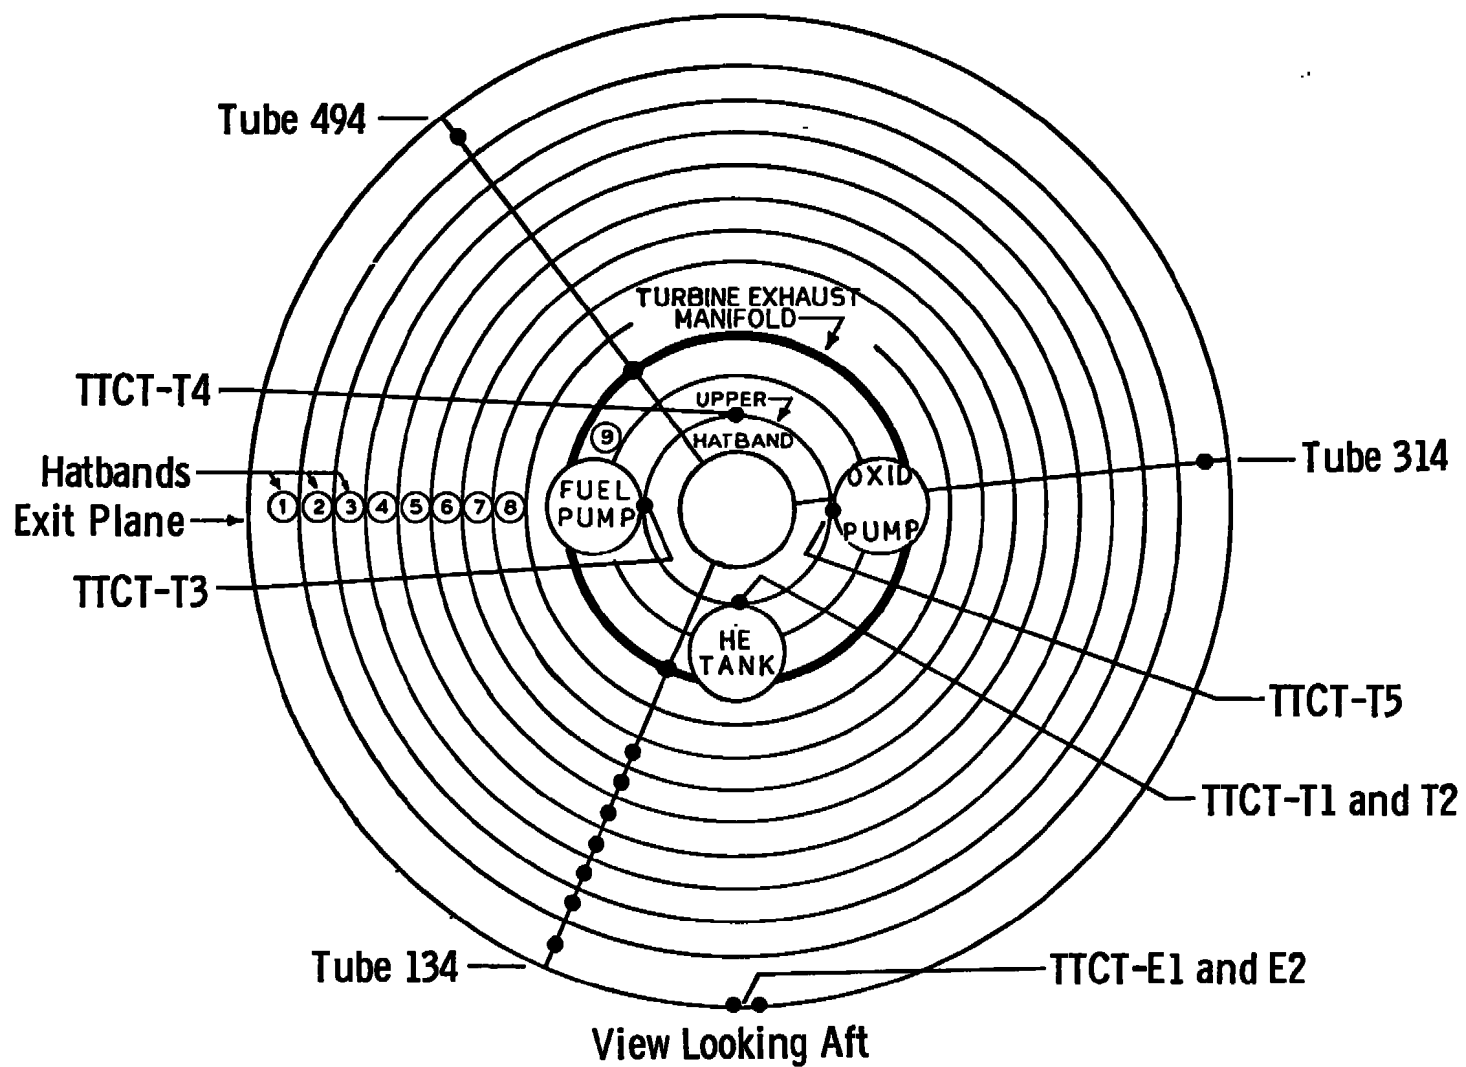 Tube 494
TURBINE EXHAUST
MANIFOLD
TTCT-T4
UPPER
HATBAND
9
Tube 314
OXID
PUMP
FUEL
PUMP
Hatbands
1 2 3 4 5 6 7 8
Exit Plane
TTCT-T3
HE
TANK
TTCT-T5
TTCT-T1 and T2
Tube 134
TTCT-E1 and E2
View Looking Aft